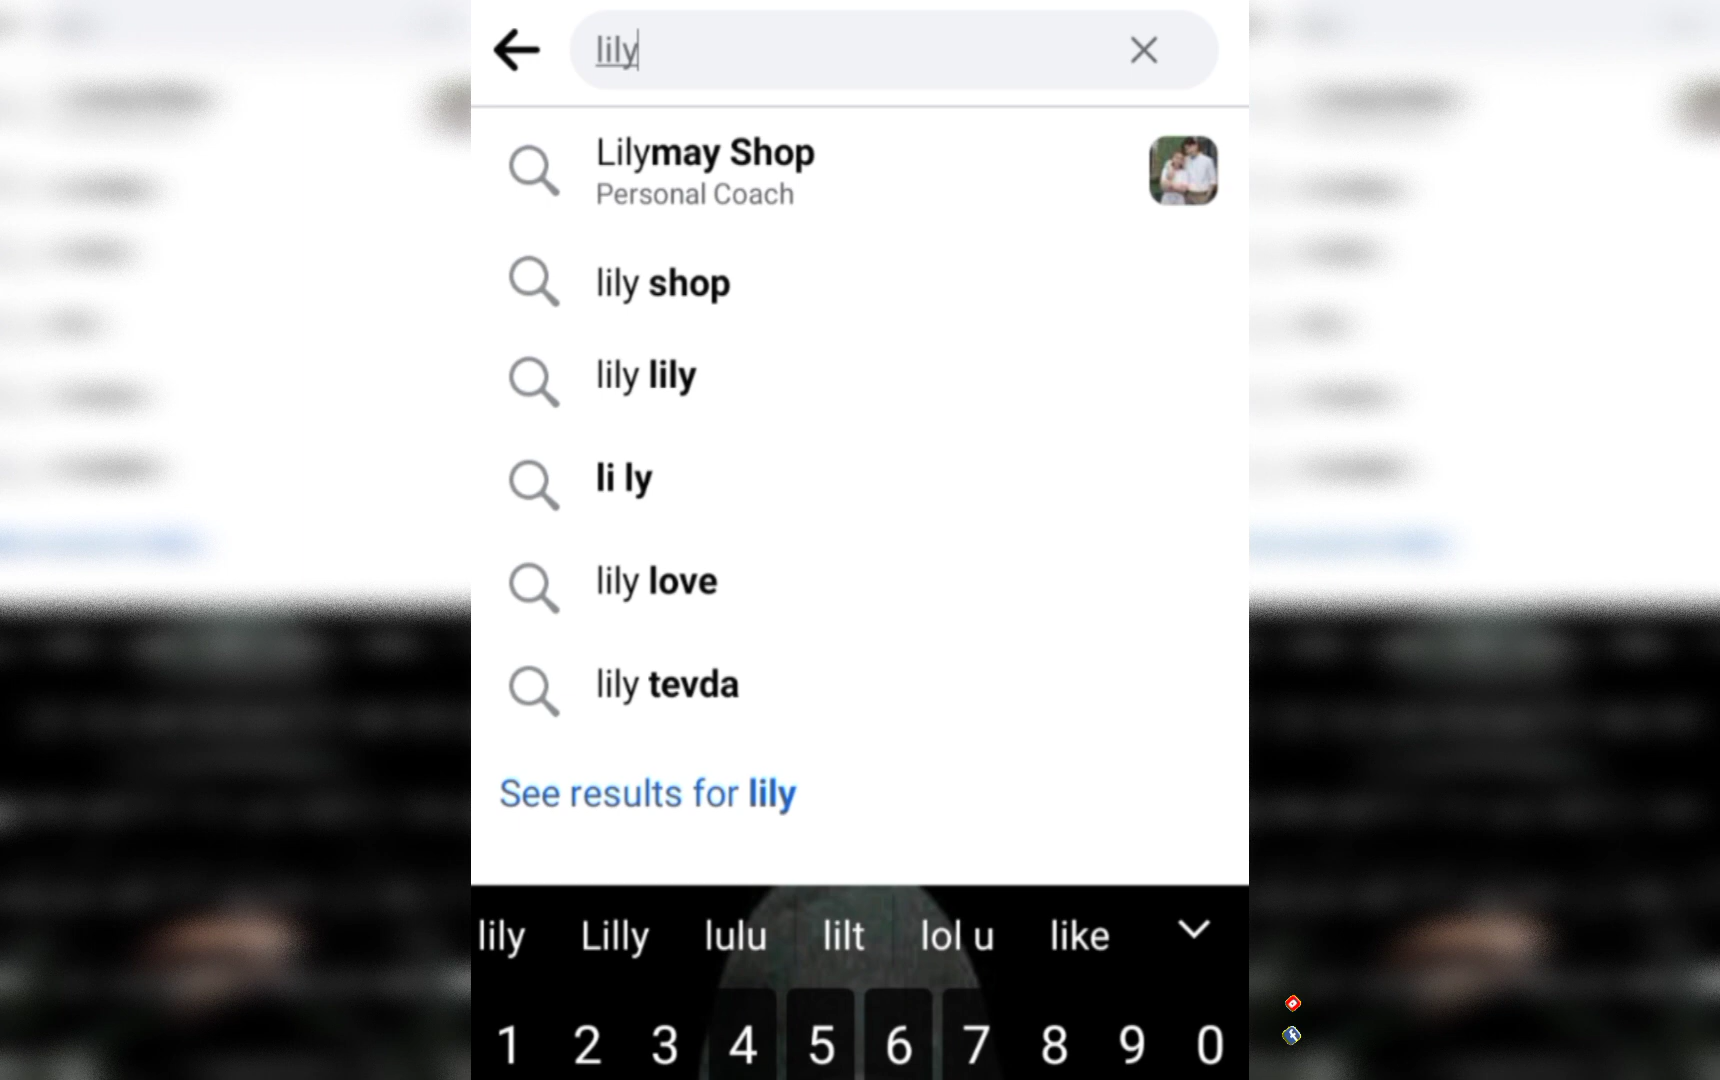 lily
Lilymay Shop
Personal Coach
lily shop
lily lily
li ly
lily love
lily tevda
See results for lily
lily Lilly lulu lilt lol u like
1 2 3 4 5 6 7 8 9 0